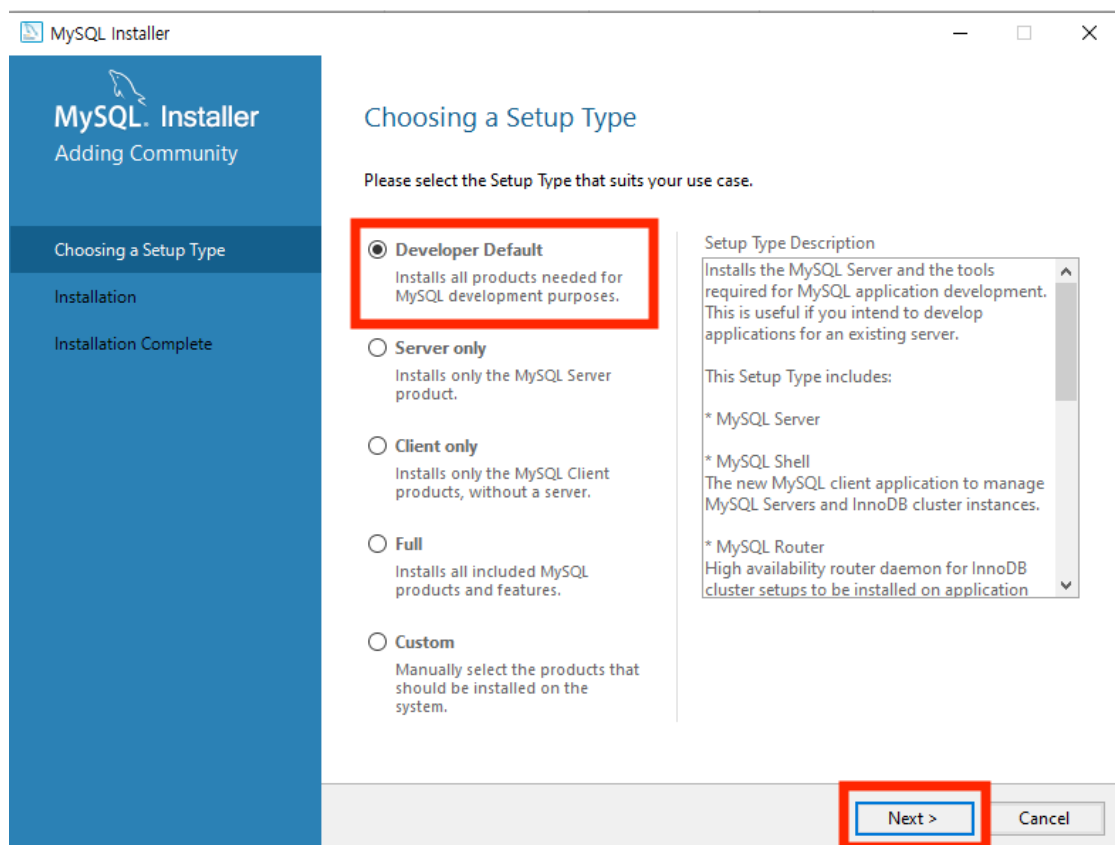 MySQL Installer
MySQL. Installer
Adding Community
Choosing a Setup Type
Installation
Installation Complete
Choosing a Setup Type
Please select the Setup Type that suits your use case.
Developer Default
Installs all products needed for
MySQL development purposes.
Server only
Installs only the MySQL Server
product.
Client only
Installs only the MySQL Client
products, without a server.
Full
Installs all included MySQL
products and features.
Custom
Manually select the products that
should be installed on the
system.
Setup Type Description
Installs the MySQL Server and the tools
required for MySQL application development.
This is useful if you intend to develop
applications for an existing server.
This Setup Type includes:
* MySQL Server
* MySQL Shell
The new MySQL client application to manage
MySQL Servers and InnoDB cluster instances.
* MySQL Router
High availability router daemon for InnoDB
cluster setups to be installed on application
Next >
Cancel